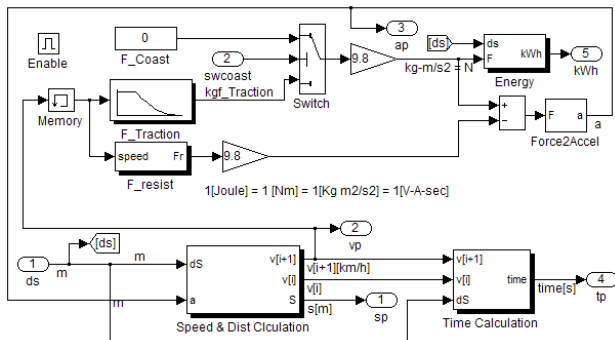 Enable
0
F_Coast
2
swcoast
kgf_Traction
Switch
9.8
3
ap
kg-m/s2 = N
[ds]
ds
F
kWh
Energy
5
kWh
Memory
F_Traction
speed
Fr
F_resist
9.8
+
−
F
a
Force2Accel
a
1[Joule] = 1 [Nm] = 1[Kg m2/s2] = 1[V-A-sec]
1
ds
m
[ds]
m
dS
a
v[i+1]
v[i]
S
Speed & Dist Clculation
2
vp
v[i+1][km/h]
v[i]
s[m]
1
sp
v[i+1]
v[i]
dS
time
Time Calculation
time[s]
4
tp